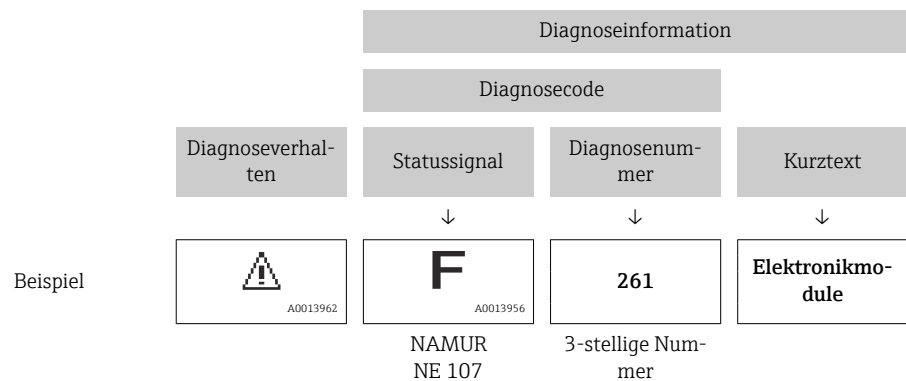 Diagnoseinformation
Diagnosecode
Diagnoseverhal-
ten
Statussignal
Diagnosenum-
mer
Kurztext
↓ ↓ ↓
Beispiel
A0013962
F
A0013956
261
Elektronikmo-
dule
NAMUR
NE 107
3-stellige Num-
mer